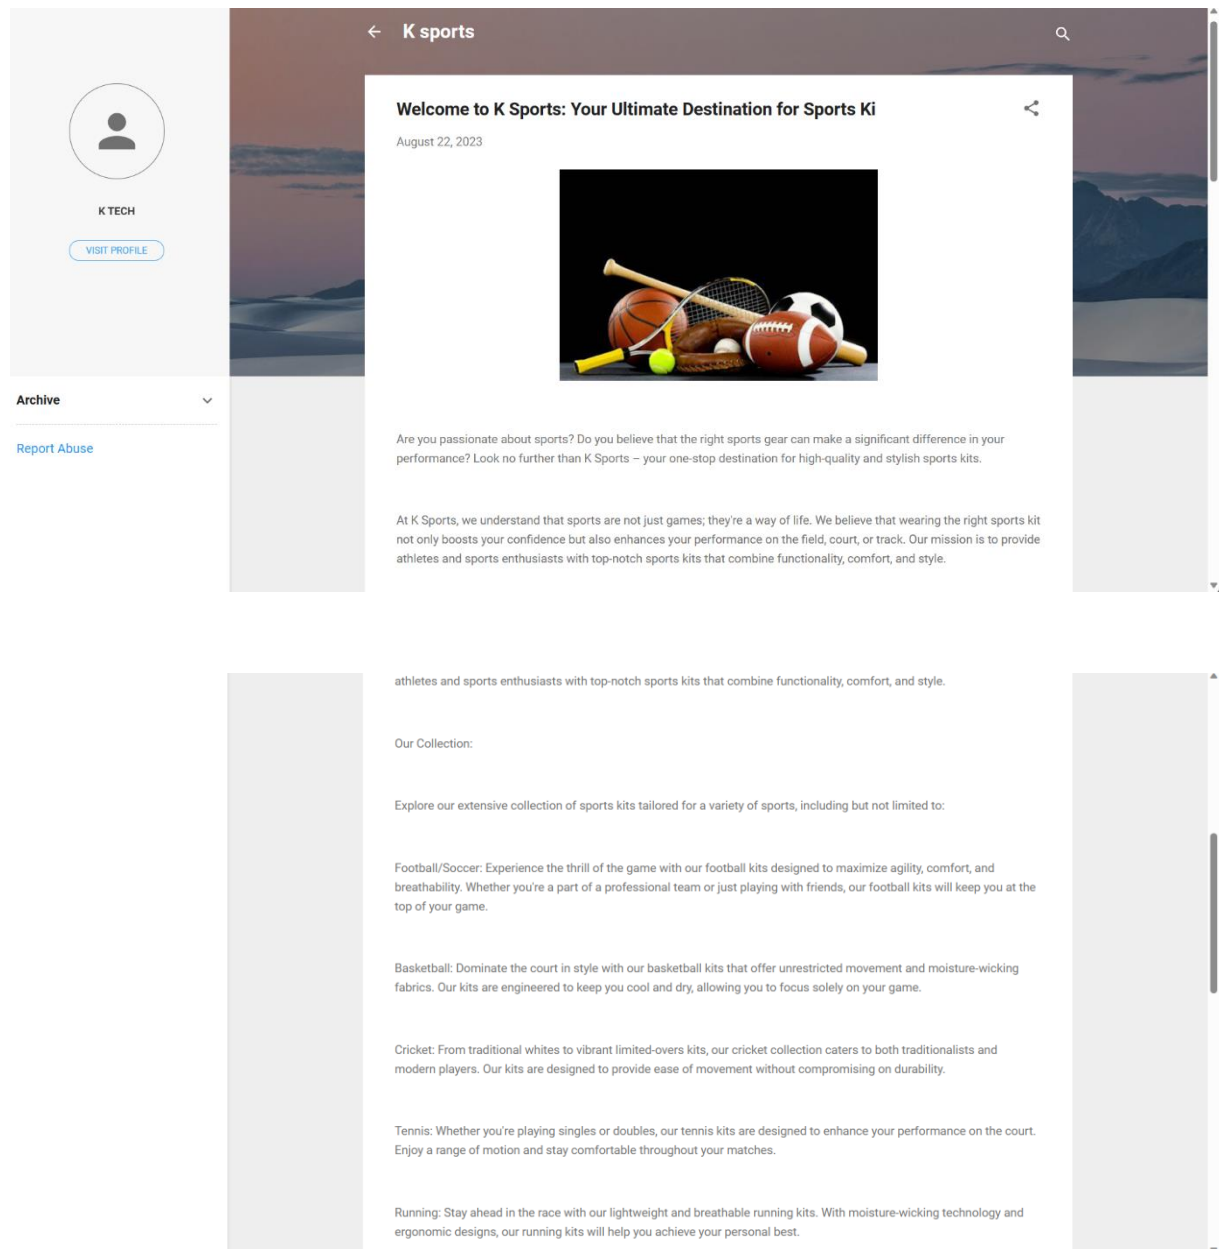 K sports
K TECH
VISIT PROFILE
Archive
Report Abuse
Welcome to K Sports: Your Ultimate Destination for Sports Ki
August 22, 2023
Are you passionate about sports? Do you believe that the right sports gear can make a significant difference in your
performance? Look no further than K Sports – your one-stop destination for high-quality and stylish sports kits.
At K Sports, we understand that sports are not just games; they're a way of life. We believe that wearing the right sports kit
not only boosts your confidence but also enhances your performance on the field, court, or track. Our mission is to provide
athletes and sports enthusiasts with top-notch sports kits that combine functionality, comfort, and style.
athletes and sports enthusiasts with top-notch sports kits that combine functionality, comfort, and style.
Our Collection:
Explore our extensive collection of sports kits tailored for a variety of sports, including but not limited to:
Football/Soccer: Experience the thrill of the game with our football kits designed to maximize agility, comfort, and
breathability. Whether you're a part of a professional team or just playing with friends, our football kits will keep you at the
top of your game.
Basketball: Dominate the court in style with our basketball kits that offer unrestricted movement and moisture-wicking
fabrics. Our kits are engineered to keep you cool and dry, allowing you to focus solely on your game.
Cricket: From traditional whites to vibrant limited-overs kits, our cricket collection caters to both traditionalists and
modern players. Our kits are designed to provide ease of movement without compromising on durability.
Tennis: Whether you're playing singles or doubles, our tennis kits are designed to enhance your performance on the court.
Enjoy a range of motion and stay comfortable throughout your matches.
Running: Stay ahead in the race with our lightweight and breathable running kits. With moisture-wicking technology and
ergonomic designs, our running kits will help you achieve your personal best.